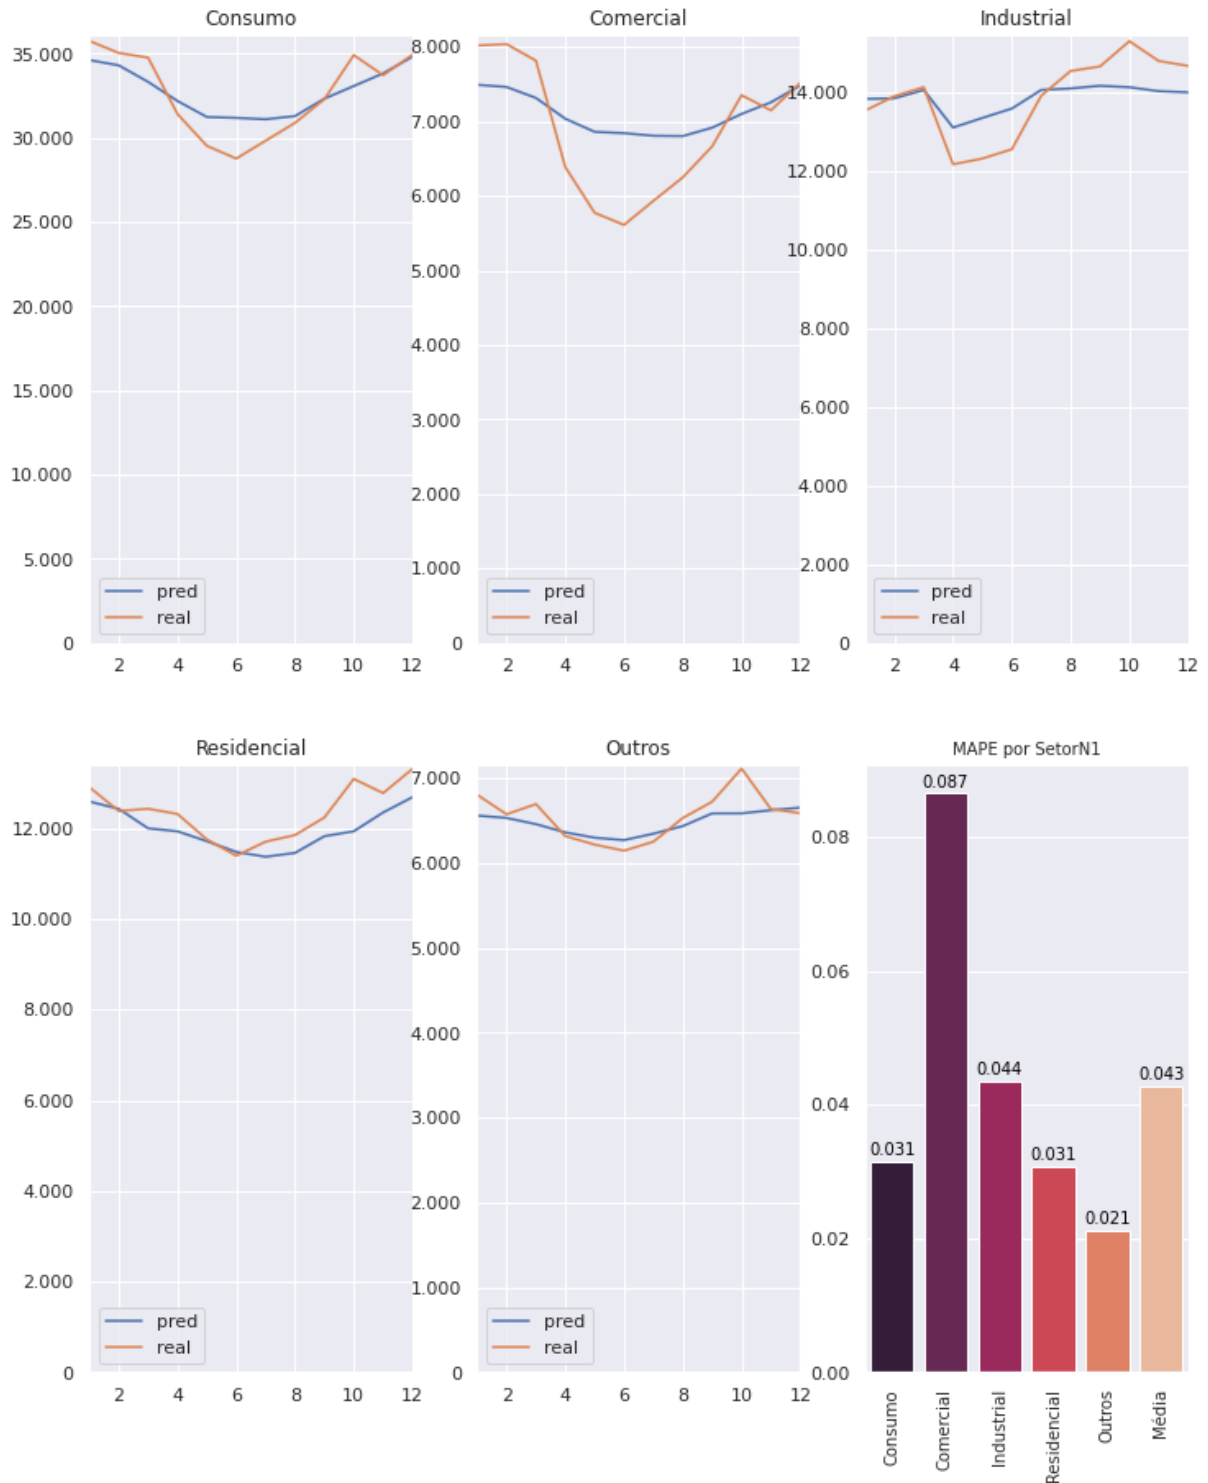 Consumo
35.000
30.000
25.000
20.000
15.000
10.000
5.000
0
2 4 6 8 10 12
pred
real
Comercial
8.000
7.000
6.000
5.000
4.000
3.000
2.000
1.000
0
2 4 6 8 10 12
pred
real
Industrial
14.000
12.000
10.000
8.000
6.000
4.000
2.000
0
2 4 6 8 10 12
pred
real
Residencial
12.000
10.000
8.000
6.000
4.000
2.000
0
2 4 6 8 10 12
pred
real
Outros
7.000
6.000
5.000
4.000
3.000
2.000
1.000
0
2 4 6 8 10 12
pred
real
MAPE por SetorN1
0.08
0.06
0.04
0.02
0.00
0.031
0.087
0.044
0.031
0.021
0.043
Consumo
Comercial
Industrial
Residencial
Outros
Média